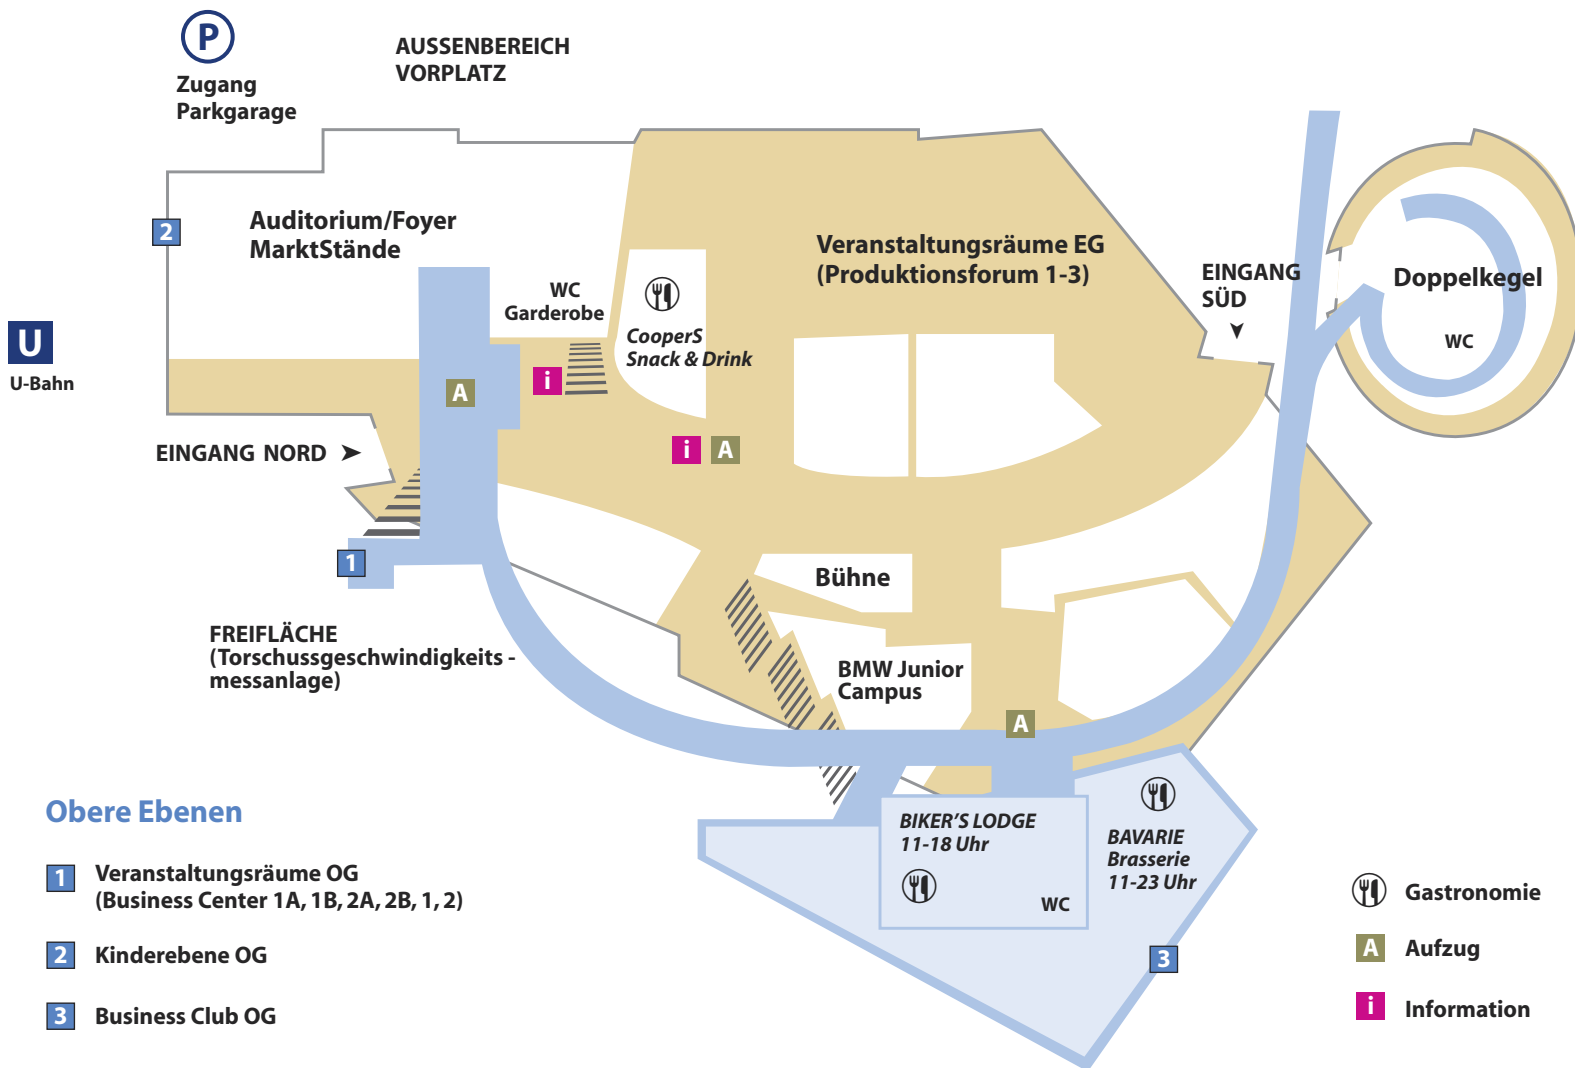 P
Zugang
Parkgarage
AUSSENBEREICH
VORPLATZ
2
Auditorium/Foyer
MarktStände
WC
Garderobe
CooperS
Snack & Drink
Veranstaltungsräume EG
(Produktionsforum 1-3)
EINGANG
SÜD
Doppelkegel
WC
U
U-Bahn
A
i
EINGANG NORD
i
A
1
Bühne
FREIFLÄCHE
(Torschussgeschwindigkeits -
messanlage)
BMW Junior
Campus
A
BIKER'S LODGE
11-18 Uhr
WC
BAVARIE
Brasserie
11-23 Uhr
3
Obere Ebenen
1 Veranstaltungsräume OG
(Business Center 1A, 1B, 2A, 2B, 1, 2)
2 Kinderebene OG
3 Business Club OG
Gastronomie
A Aufzug
i Information